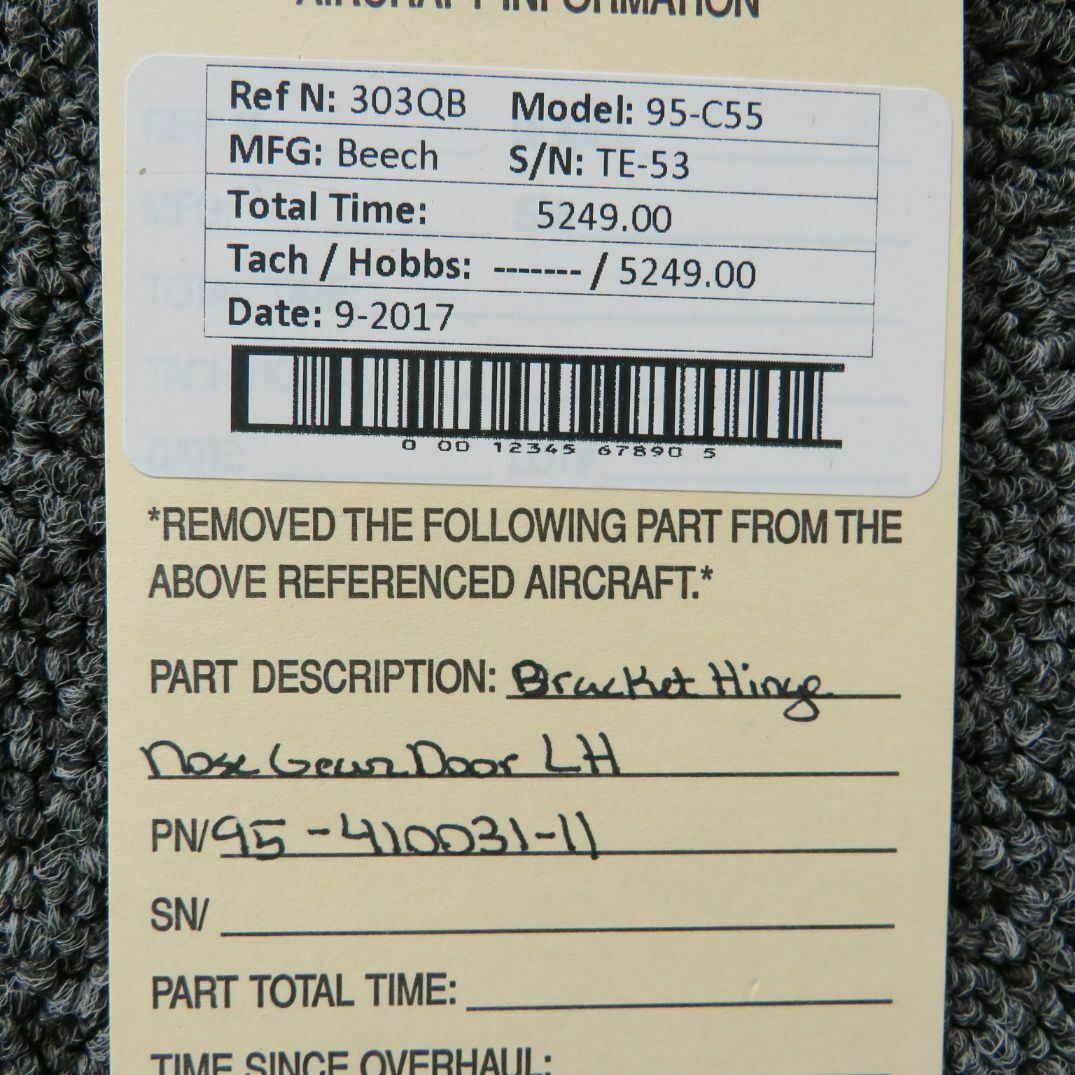 AIRCRAFT INFORMATION
Ref N: 303QB Model: 95-C55
MFG: Beech S/N: TE-53
Total Time: 5249.00
Tach / Hobbs: ------- / 5249.00
Date: 9-2017
0 00 12345 67890 5
*REMOVED THE FOLLOWING PART FROM THE
ABOVE REFERENCED AIRCRAFT.*
PART DESCRIPTION: Bracket Hinge
Nose Gear Door LH
PN/ 95-410031-11
SN/
PART TOTAL TIME:
TIME SINCE OVERHAUL: